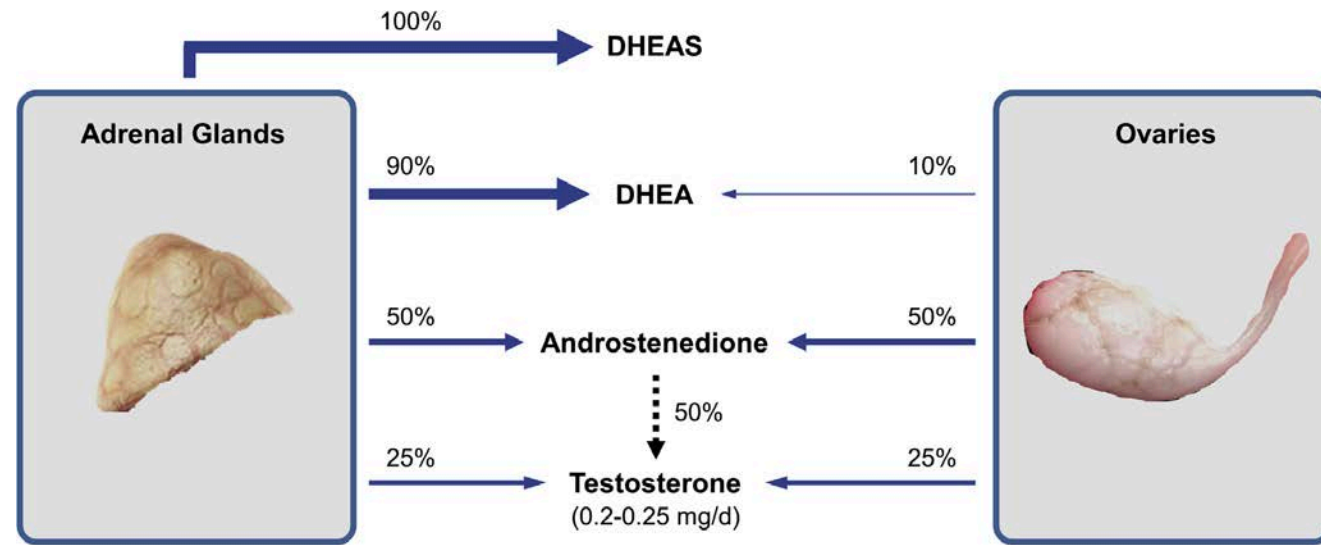 100%
DHEAS
Adrenal Glands
Ovaries
90%
10%
DHEA
50%
50%
Androstenedione
50%
25%
25%
Testosterone
(0.2-0.25 mg/d)